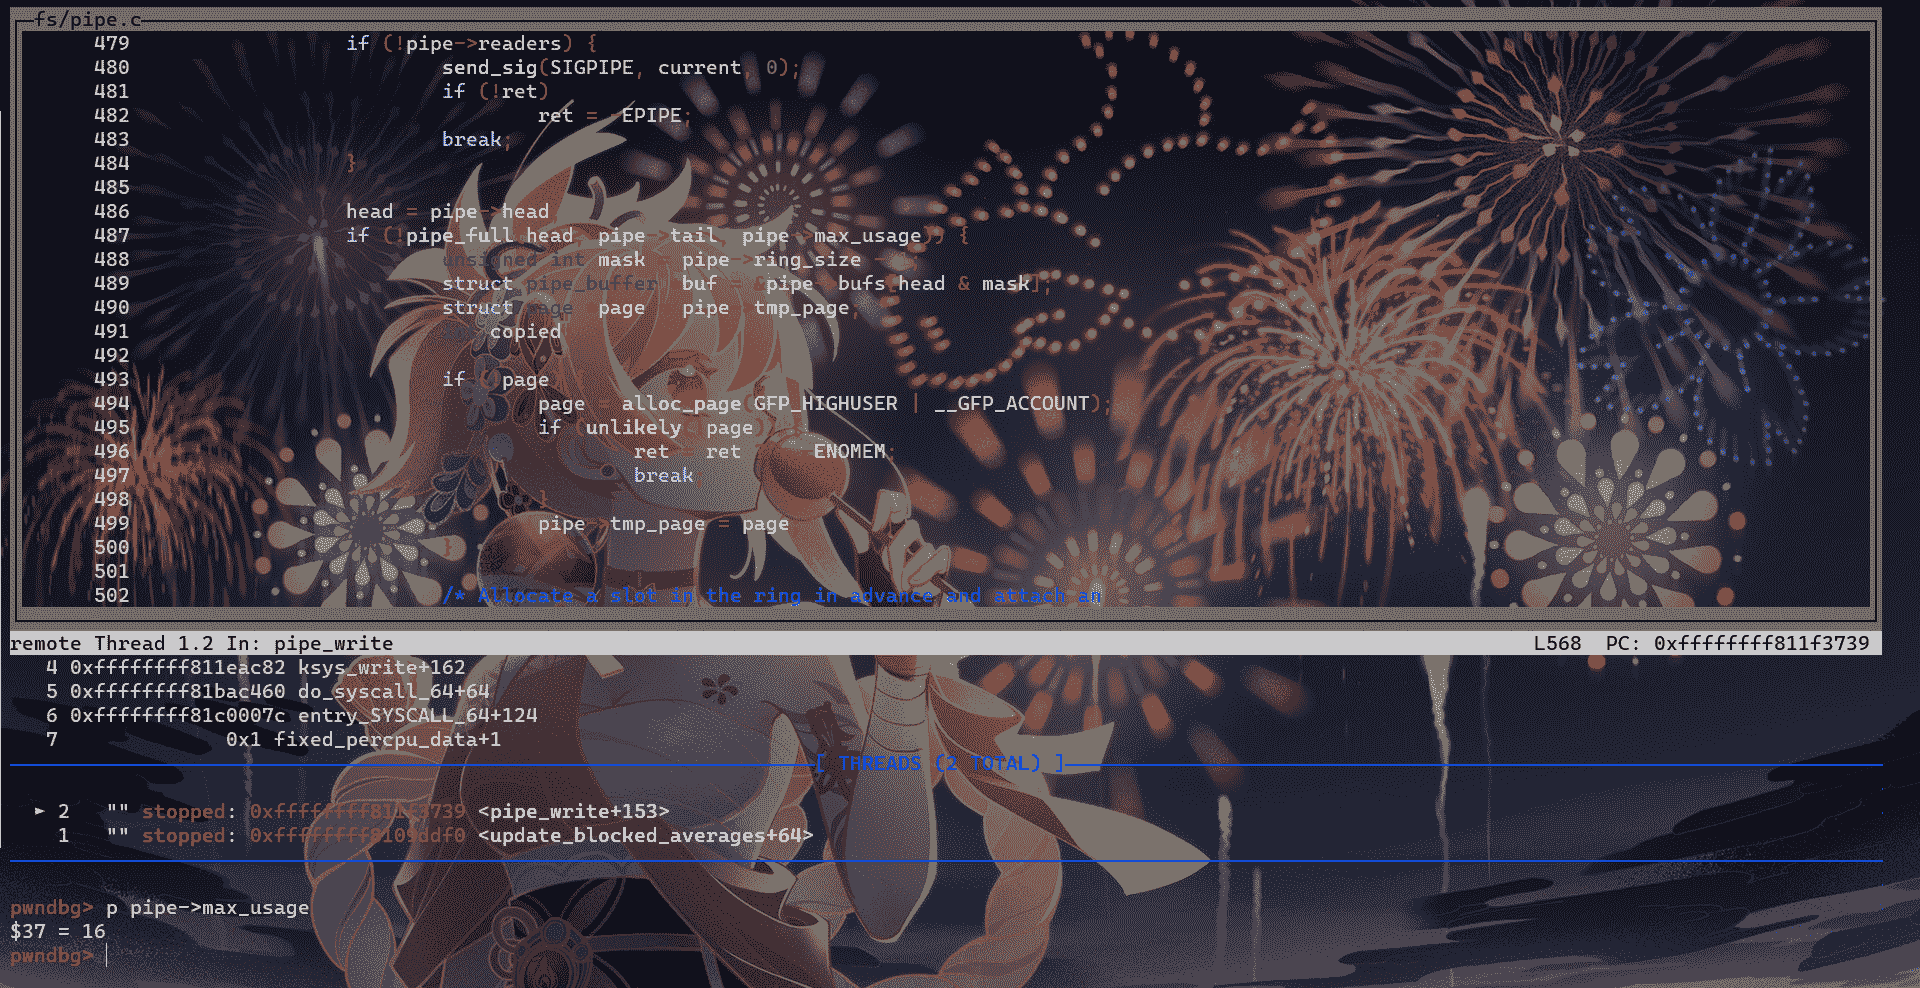 fs/pipe.c
479 if (!pipe->readers) {
480 send_sig(SIGPIPE, current, 0);
481 if (!ret)
482 ret = -EPIPE;
483 break;
484 }
485
486 head = pipe->head
487 if (!pipe_full head pipe tail pipe max_usage)) {
488 unsigned int mask pipe ring_size
489 struct pipe_buffer buf = pipe bufs head & mask];
490 struct page page pipe tmp_page;
491 copied
492
493 if page
494 page = alloc_page GFP_HIGHUSER | __GFP_ACCOUNT);
495 if unlikely page
496 ret ret ENOMEM;
497 break
498 }
499 pipe tmp_page = page
500 }
501
502 /* Allocate a slot in the ring in advance and attach an
remote Thread 1.2 In: pipe_write L568 PC: 0xffffffff811f3739
4 0xffffffff811eac82 ksys_write+162
5 0xffffffff81bac460 do_syscall_64+64
6 0xffffffff81c0007c entry_SYSCALL_64+124
7 0x1 fixed_percpu_data+1
[ THREADS (2 TOTAL) ]
► 2 "" stopped: 0xffffffff811f3739 <pipe_write+153>
1 "" stopped: 0xffffffff8109ddf0 <update_blocked_averages+64>
pwndbg> p pipe->max_usage
$37 = 16
pwndbg>